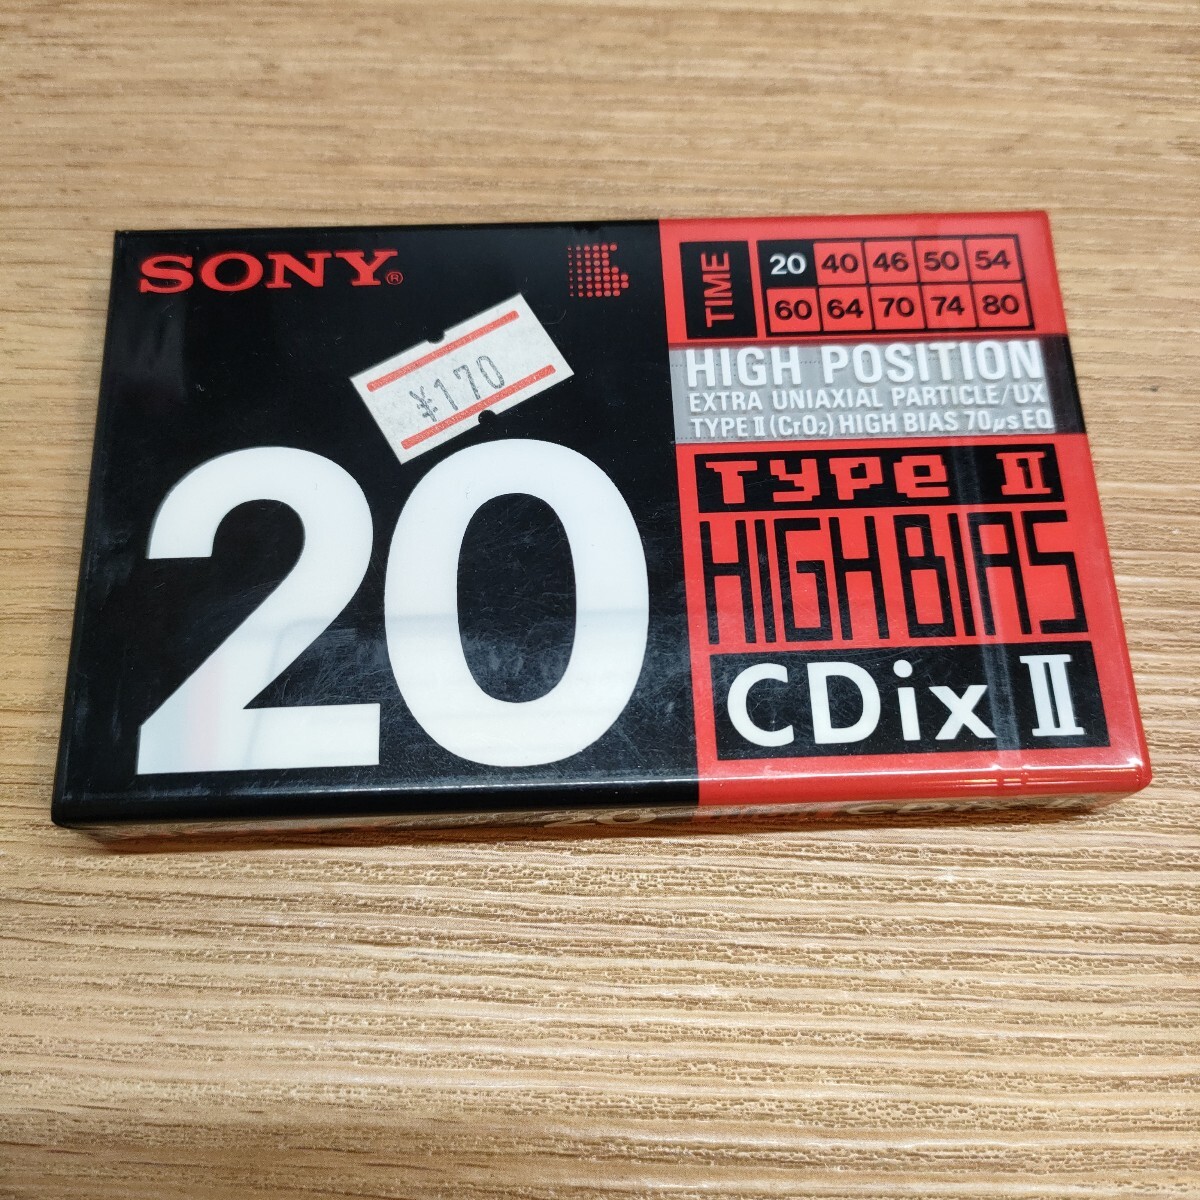 SONY®
¥170
20
TIME
20 40 46 50 54
60 64 70 74 80
HIGH POSITION
EXTRA UNIAXIAL PARTICLE/UX
TYPE II (CrO₂) HIGH BIAS 70μs EQ
TYPE II
HIGH BIAS
CDix II
20